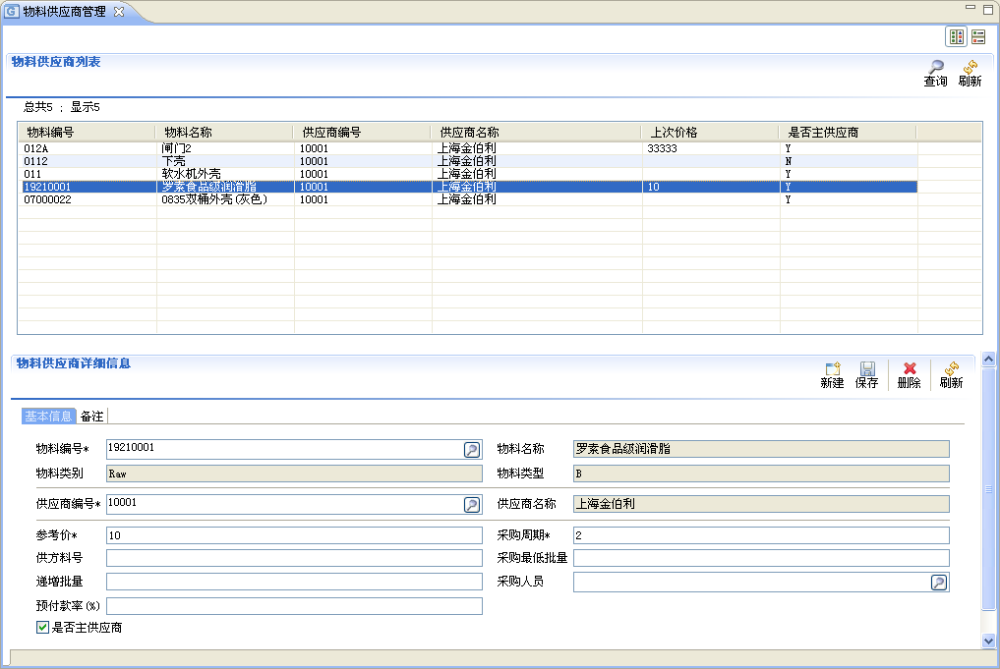 物料供应商管理
物料供应商列表
查询 刷新
总共5 ；显示5
物料编号 物料名称 供应商编号 供应商名称 上次价格 是否主供应商
012A 闸门2 10001 上海金伯利 33333 Y
0112 下壳 10001 上海金伯利 N
011 软水机外壳 10001 上海金伯利 Y
19210001 罗素食品级润滑脂 10001 上海金伯利 10 Y
07000022 0835双桶外壳(灰色) 10001 上海金伯利 Y
物料供应商详细信息
新建 保存 删除 刷新
基本信息 备注
物料编号* 19210001 物料名称 罗素食品级润滑脂
物料类别 Raw 物料类型 B
供应商编号* 10001 供应商名称 上海金伯利
参考价* 10 采购周期* 2
供方料号 采购最低批量
递增批量 采购人员
预付款率(%)
是否主供应商